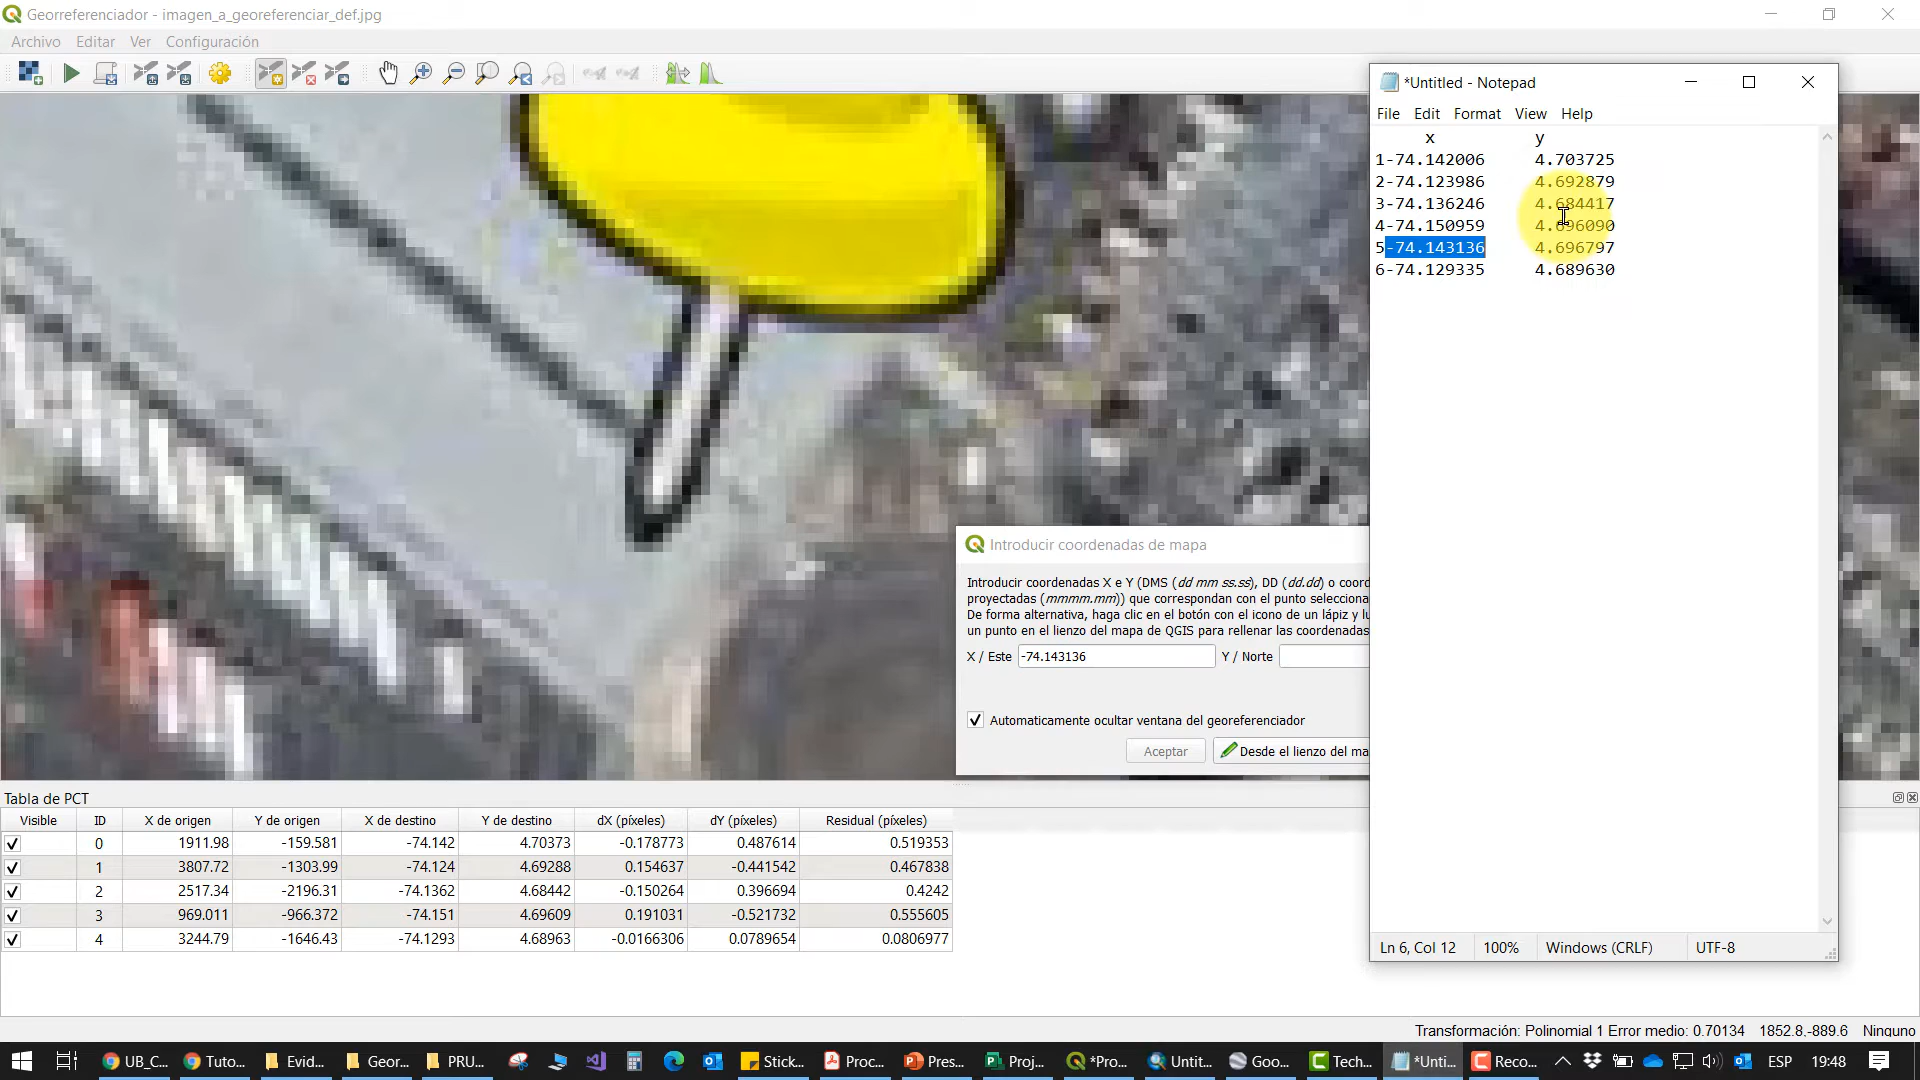 Georreferenciador - imagen_a_georeferenciar_def.jpg
Archivo Editar Ver Configuración
*Untitled - Notepad
File Edit Format View Help
x y
1-74.142006 4.703725
2-74.123986 4.692879
3-74.136246 4.684417
4-74.150959 4.696090
5-74.143136 4.696797
6-74.129335 4.689630
Introducir coordenadas de mapa
Introducir coordenadas X e Y (DMS (dd mm ss.ss), DD (dd.dd) o coord
proyectadas (mmmm.mm)) que correspondan con el punto selecciona
De forma alternativa, haga clic en el botón con el icono de un lápiz y lu
un punto en el lienzo del mapa de QGIS para rellenar las coordenadas
X / Este -74.143136 Y / Norte
Automaticamente ocultar ventana del georeferenciador
Aceptar Desde el lienzo del ma
Tabla de PCT
Visible ID X de origen Y de origen X de destino Y de destino dX (píxeles) dY (píxeles) Residual (píxeles)
0 1911.98 -159.581 -74.142 4.70373 -0.178773 0.487614 0.519353
1 3807.72 -1303.99 -74.124 4.69288 0.154637 -0.441542 0.467838
2 2517.34 -2196.31 -74.1362 4.68442 -0.150264 0.396694 0.4242
3 969.011 -966.372 -74.151 4.69609 0.191031 -0.521732 0.555605
4 3244.79 -1646.43 -74.1293 4.68963 -0.0166306 0.0789654 0.0806977
Ln 6, Col 12 100% Windows (CRLF) UTF-8
Transformación: Polinomial 1 Error medio: 0.70134 1852.8,-889.6 Ninguno
UB_C... Tuto... Evid... Geor... PRU... Stick... Proc... Pres... Proj... *Pro... Untit... Goo... Tech... *Unti... Reco... ESP 19:48